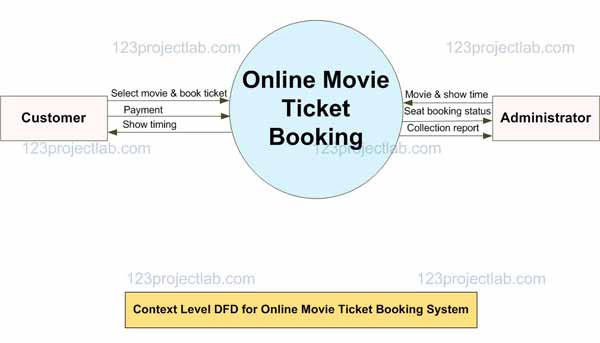 123projectlab.com
123projectlab.com
Online Movie
Ticket
Booking
Select movie & book ticket
Payment
Show timing
Customer
Movie & show time
Seat booking status
Collection report
Administrator
123projectlab.com
123projectlab.com
123projectlab.com
123projectlab.com
Context Level DFD for Online Movie Ticket Booking System